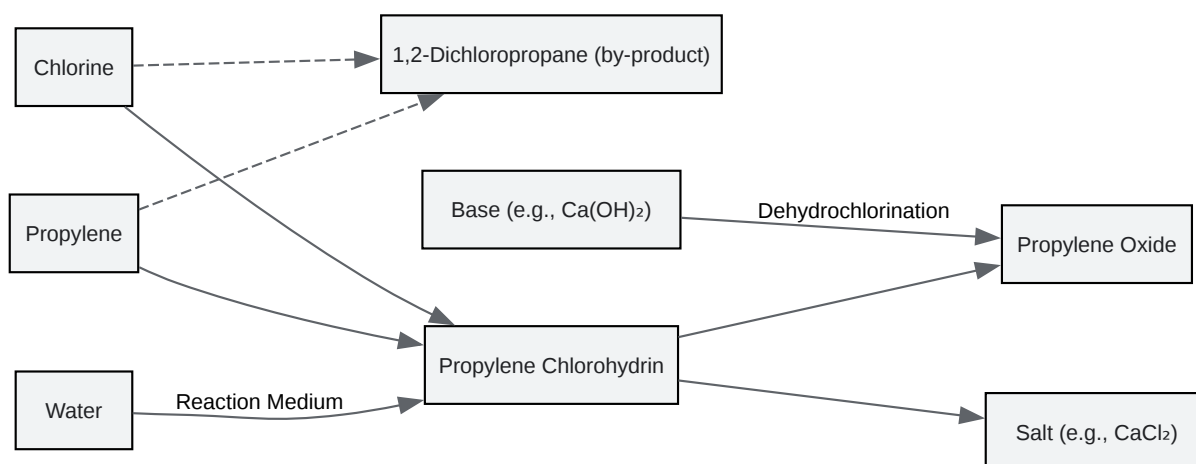 Chlorine
1,2-Dichloropropane (by-product)
Propylene
Base (e.g., Ca(OH)₂)
Dehydrochlorination
Propylene Oxide
Propylene Chlorohydrin
Water
Reaction Medium
Salt (e.g., CaCl₂)